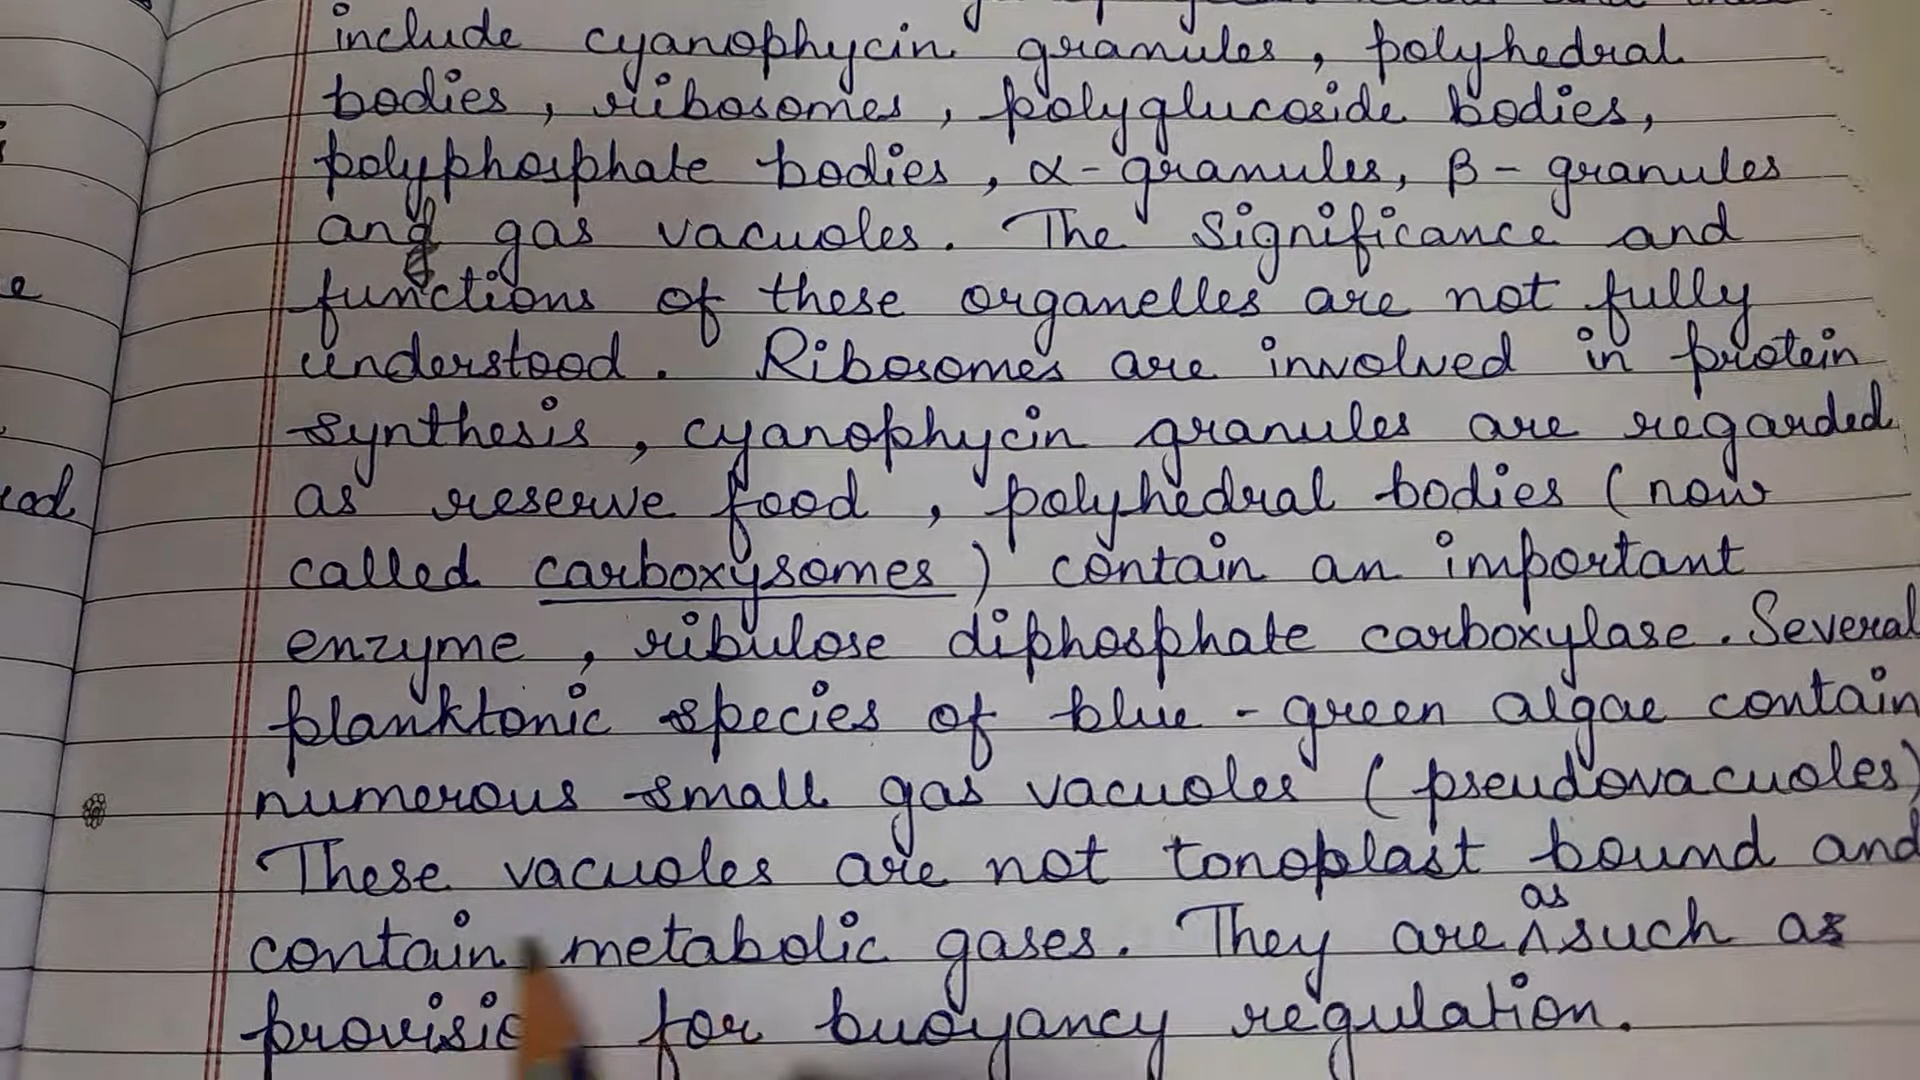 include cyanophycin granules, polyhedral
bodies, ribosomes, polyglucoside bodies,
polyphosphate bodies, α-granules, β-granules
and gas vacuoles. The significance and
functions of these organelles are not fully
understood. Ribosomes are involved in protein
synthesis, cyanophycin granules are regarded
as reserve food, polyhedral bodies (now
called carboxysomes) contain an important
enzyme, ribulose diphosphate carboxylase. Several
planktonic species of blue-green algae contain
numerous small gas vacuoles (pseudovacuoles)
These vacuoles are not tonoplast bound and
contain metabolic gases. They are as such as
for buoyancy regulation.